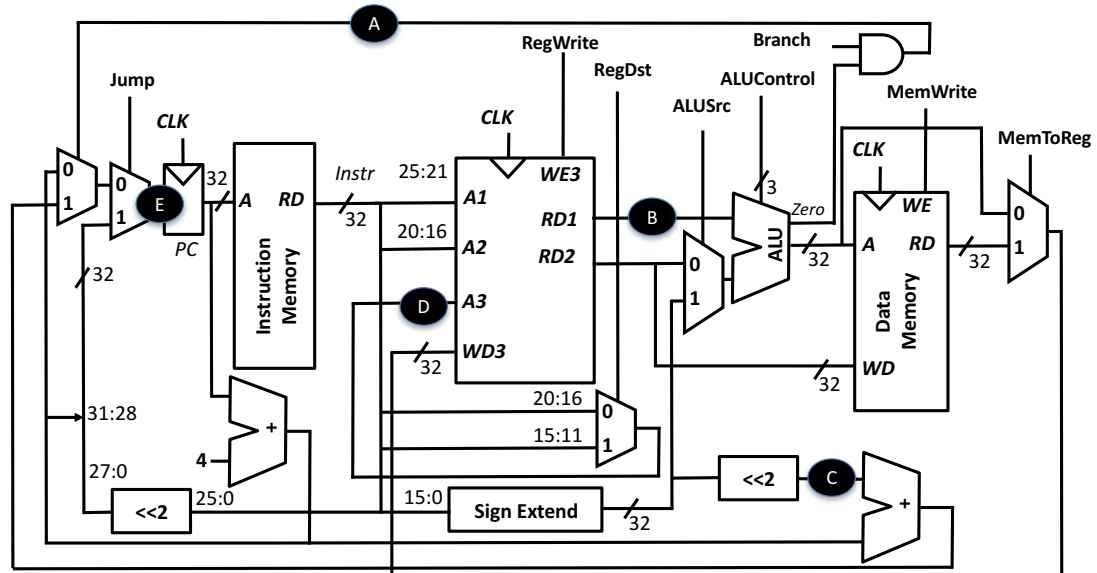 A
Branch
RegWrite
RegDst
Jump
ALUControl
ALUSrc
MemWrite
CLK
CLK
CLK
MemToReg
0
1
0
1
E
32
A RD
Instr
32
25:21
A1
WE3
RD1
B
3
Zero
WE
0
20:16
A2
RD2
0
ALU
32
A RD
32
1
PC
32
Instruction Memory
D
A3
1
Data Memory
WD3
32
32
WD
20:16
0
31:28
+
15:11
1
4
27:0
<<2
25:0
15:0
Sign Extend
32
<<2
C
+